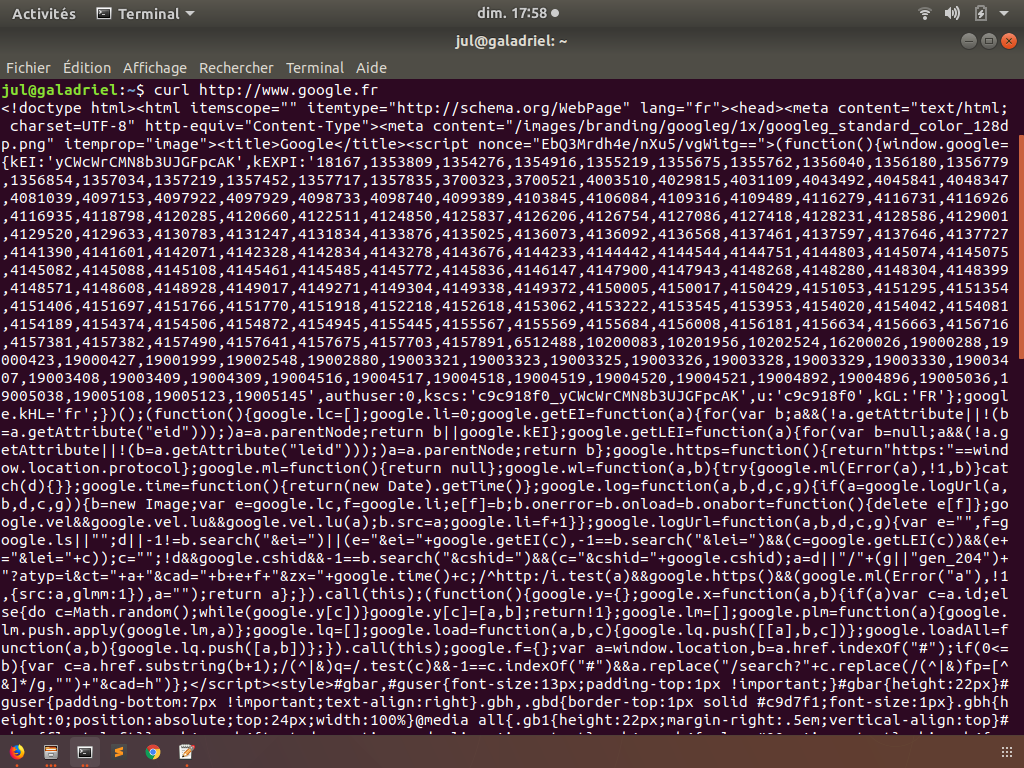 Activités Terminal dim. 17:58
jul@galadriel: ~
Fichier Édition Affichage Rechercher Terminal Aide
jul@galadriel:~$ curl http://www.google.fr
<!doctype html><html itemscope="" itemtype="http://schema.org/WebPage" lang="fr"><head><meta content="text/html;
 charset=UTF-8" http-equiv="Content-Type"><meta content="/images/branding/googleg/1x/googleg_standard_color_128d
p.png" itemprop="image"><title>Google</title><script nonce="EbQ3Mrdh4e/nXu5/vgWitg==">(function(){window.google=
{kEI:'yCWcWrCMN8b3UJGFpcAK',kEXPI:'18167,1353809,1354276,1354916,1355219,1355675,1355762,1356040,1356180,1356779
,1356854,1357034,1357219,1357452,1357717,1357835,3700323,3700521,4003510,4029815,4031109,4043492,4045841,4048347
,4081039,4097153,4097922,4097929,4098733,4098740,4099389,4103845,4106084,4109316,4109489,4116279,4116731,4116926
,4116935,4118798,4120285,4120660,4122511,4124850,4125837,4126206,4126754,4127086,4127418,4128231,4128586,4129001
,4129520,4129633,4130783,4131247,4131834,4133876,4135025,4136073,4136092,4136568,4137461,4137597,4137646,4137727
,4141390,4141601,4142071,4142328,4142834,4143278,4143676,4144233,4144442,4144544,4144751,4144803,4145074,4145075
,4145082,4145088,4145108,4145461,4145485,4145772,4145836,4146147,4147900,4147943,4148268,4148280,4148304,4148399
,4148571,4148608,4148928,4149017,4149271,4149304,4149338,4149372,4150005,4150017,4150429,4151053,4151295,4151354
,4151406,4151697,4151766,4151770,4151918,4152218,4152618,4153062,4153222,4153545,4153953,4154020,4154042,4154081
,4154189,4154374,4154506,4154872,4154945,4155445,4155567,4155569,4155684,4156008,4156181,4156634,4156663,4156716
,4157381,4157382,4157490,4157641,4157675,4157703,4157891,6512488,10200083,10201956,10202524,16200026,19000288,19
000423,19000427,19001999,19002548,19002880,19003321,19003323,19003325,19003326,19003328,19003329,19003330,190034
07,19003408,19003409,19004309,19004516,19004517,19004518,19004519,19004520,19004521,19004892,19004896,19005036,1
9005038,19005108,19005123,19005145',authuser:0,kscs:'c9c918f0_yCWcWrCMN8b3UJGFpcAK',u:'c9c918f0',kGL:'FR'};googl
e.kHL='fr';})();(function(){google.lc=[];google.li=0;google.getEI=function(a){for(var b;a&&(!a.getAttribute||!(b
=a.getAttribute("eid")));)a=a.parentNode;return b||google.kEI};google.getLEI=function(a){for(var b=null;a&&(!a.g
etAttribute||!(b=a.getAttribute("leid")));)a=a.parentNode;return b};google.https=function(){return"https:"==wind
ow.location.protocol};google.ml=function(){return null};google.wl=function(a,b){try{google.ml(Error(a),!1,b)}cat
ch(d){}};google.time=function(){return(new Date).getTime()};google.log=function(a,b,d,c,g){if(a=google.logUrl(a,
b,d,c,g)){b=new Image;var e=google.lc,f=google.li;e[f]=b;b.onerror=b.onload=b.onabort=function(){delete e[f]};go
ogle.vel&&google.vel.lu&&google.vel.lu(a);b.src=a;google.li=f+1}};google.logUrl=function(a,b,d,c,g){var e="",f=go
gle.ls||"";d||-1!=b.search("&ei=")||(e="&ei="+google.getEI(c),-1==b.search("&lei=")&&(c=google.getLEI(c))&&(e+
="&lei="+c));c="";!d&&google.cshid&&-1==b.search("&cshid=")&&(c="&cshid="+google.cshid);a=d||"/"+(g||"gen_204")+
"?atyp=i&ct="+a+"&cad="+b+e+f+"&zx="+google.time()+c;/^http:/i.test(a)&&google.https()&&(google.ml(Error("a"),!1
,{src:a,glmm:1}),a="");return a};}).call(this);(function(){google.y={};google.x=function(a,b){if(a)var c=a.id;el
se{do c=Math.random();while(google.y[c])}google.y[c]=[a,b];return!1};google.lm=[];google.plm=function(a){google.
lm.push.apply(google.lm,a)};google.lq=[];google.load=function(a,b,c){google.lq.push([[a],b,c])};google.loadAll=f
unction(a,b){google.lq.push([a,b])};}).call(this);google.f={};var a=window.location,b=a.href.indexOf("#");if(0<=
b){var c=a.href.substring(b+1);/(^|&)q=/.test(c)&&-1==c.indexOf("#")&&a.replace("/search?"+c.replace(/(^|&)fp=[^
&]*/g,"")+"&cad=h")};</script><style>#gbar,#guser{font-size:13px;padding-top:1px !important;}#gbar{height:22px}#
guser{padding-bottom:7px !important;text-align:right}.gbh,.gbd{border-top:1px solid #c9d7f1;font-size:1px}.gbh{h
eight:0;position:absolute;top:24px;width:100%}@media all{.gb1{height:22px;margin-right:.5em;vertical-align:top}#